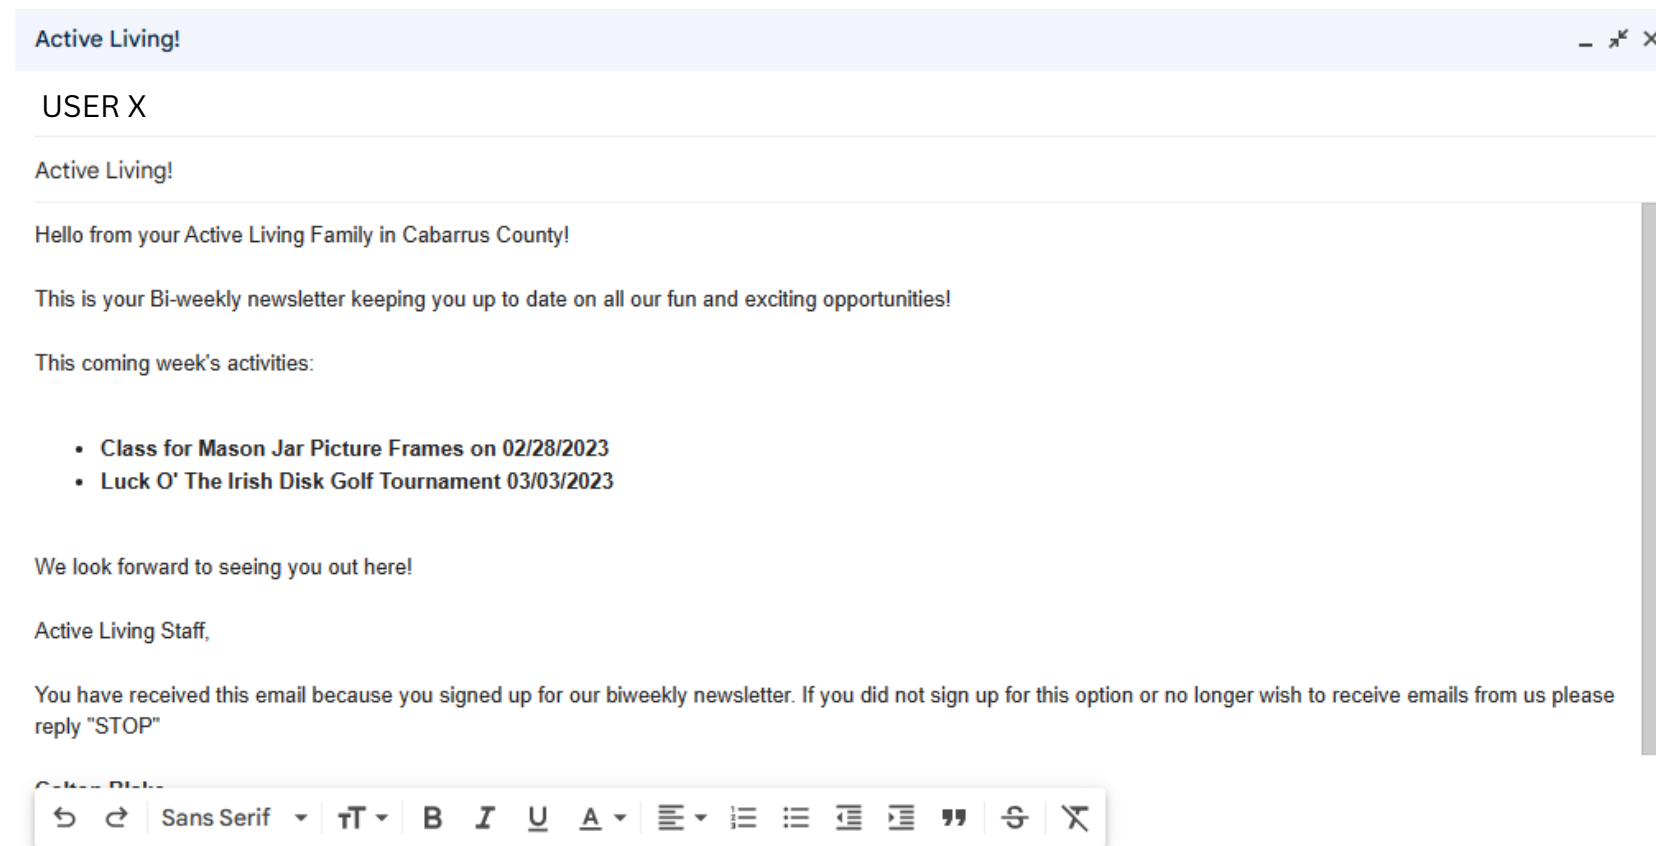 Active Living!
USER X
Active Living!
Hello from your Active Living Family in Cabarrus County!
This is your Bi-weekly newsletter keeping you up to date on all our fun and exciting opportunities!
This coming week's activities:
• Class for Mason Jar Picture Frames on 02/28/2023
• Luck O' The Irish Disk Golf Tournament 03/03/2023
We look forward to seeing you out here!
Active Living Staff,
You have received this email because you signed up for our biweekly newsletter. If you did not sign up for this option or no longer wish to receive emails from us please
reply "STOP"
Sans Serif